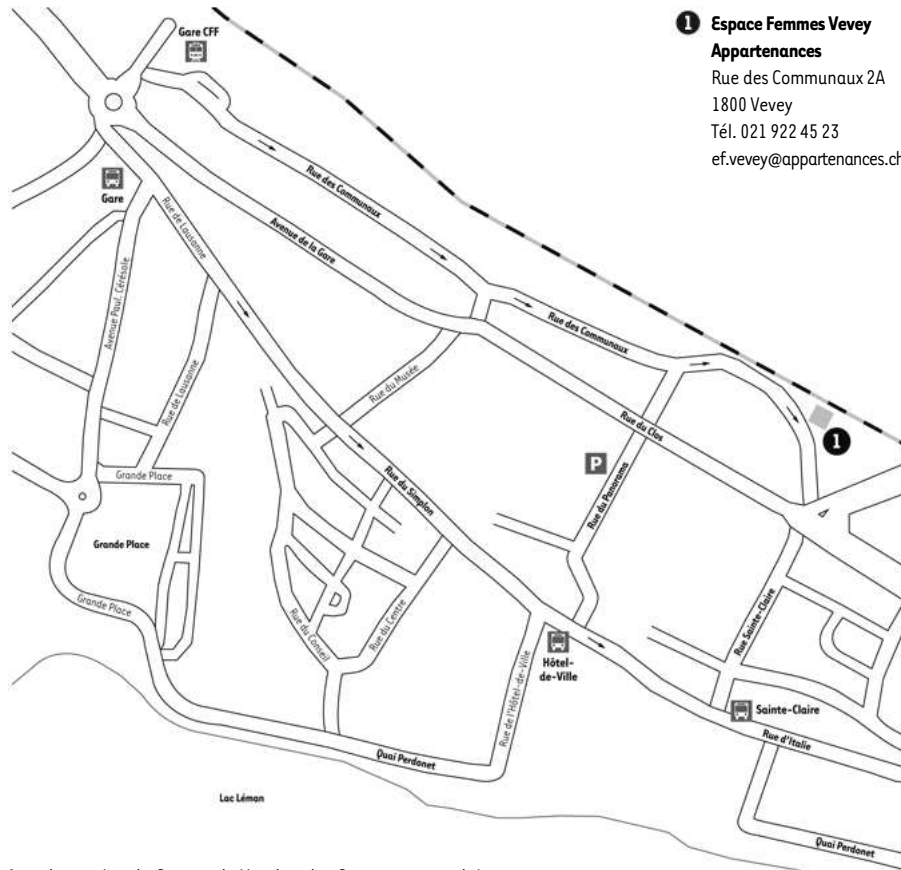 Gare CFF
1 Espace Femmes Vevey
Appartenances
Rue des Communaux 2A
1800 Vevey
Tél. 021 922 45 23
ef.vevey@appartenances.ch
Gare
Rue des Communaux
Rue de Lausanne
Avenue de la Gare
Avenue Paul. Cérésole
Rue des Communaux
Rue de Lausanne
Rue du Musée
Rue du Clos
1
P
Grande Place
Rue du Simplon
Rue du Panorama
Grande Place
Grande Place
Rue du Conseil
Rue du Centre
Rue Sainte-Claire
Hôtel-
de-Ville
Rue de l'Hôtel-de-Ville
Sainte-Claire
Rue d'Italie
Quai Perdonet
Lac Léman
Quai Perdonet